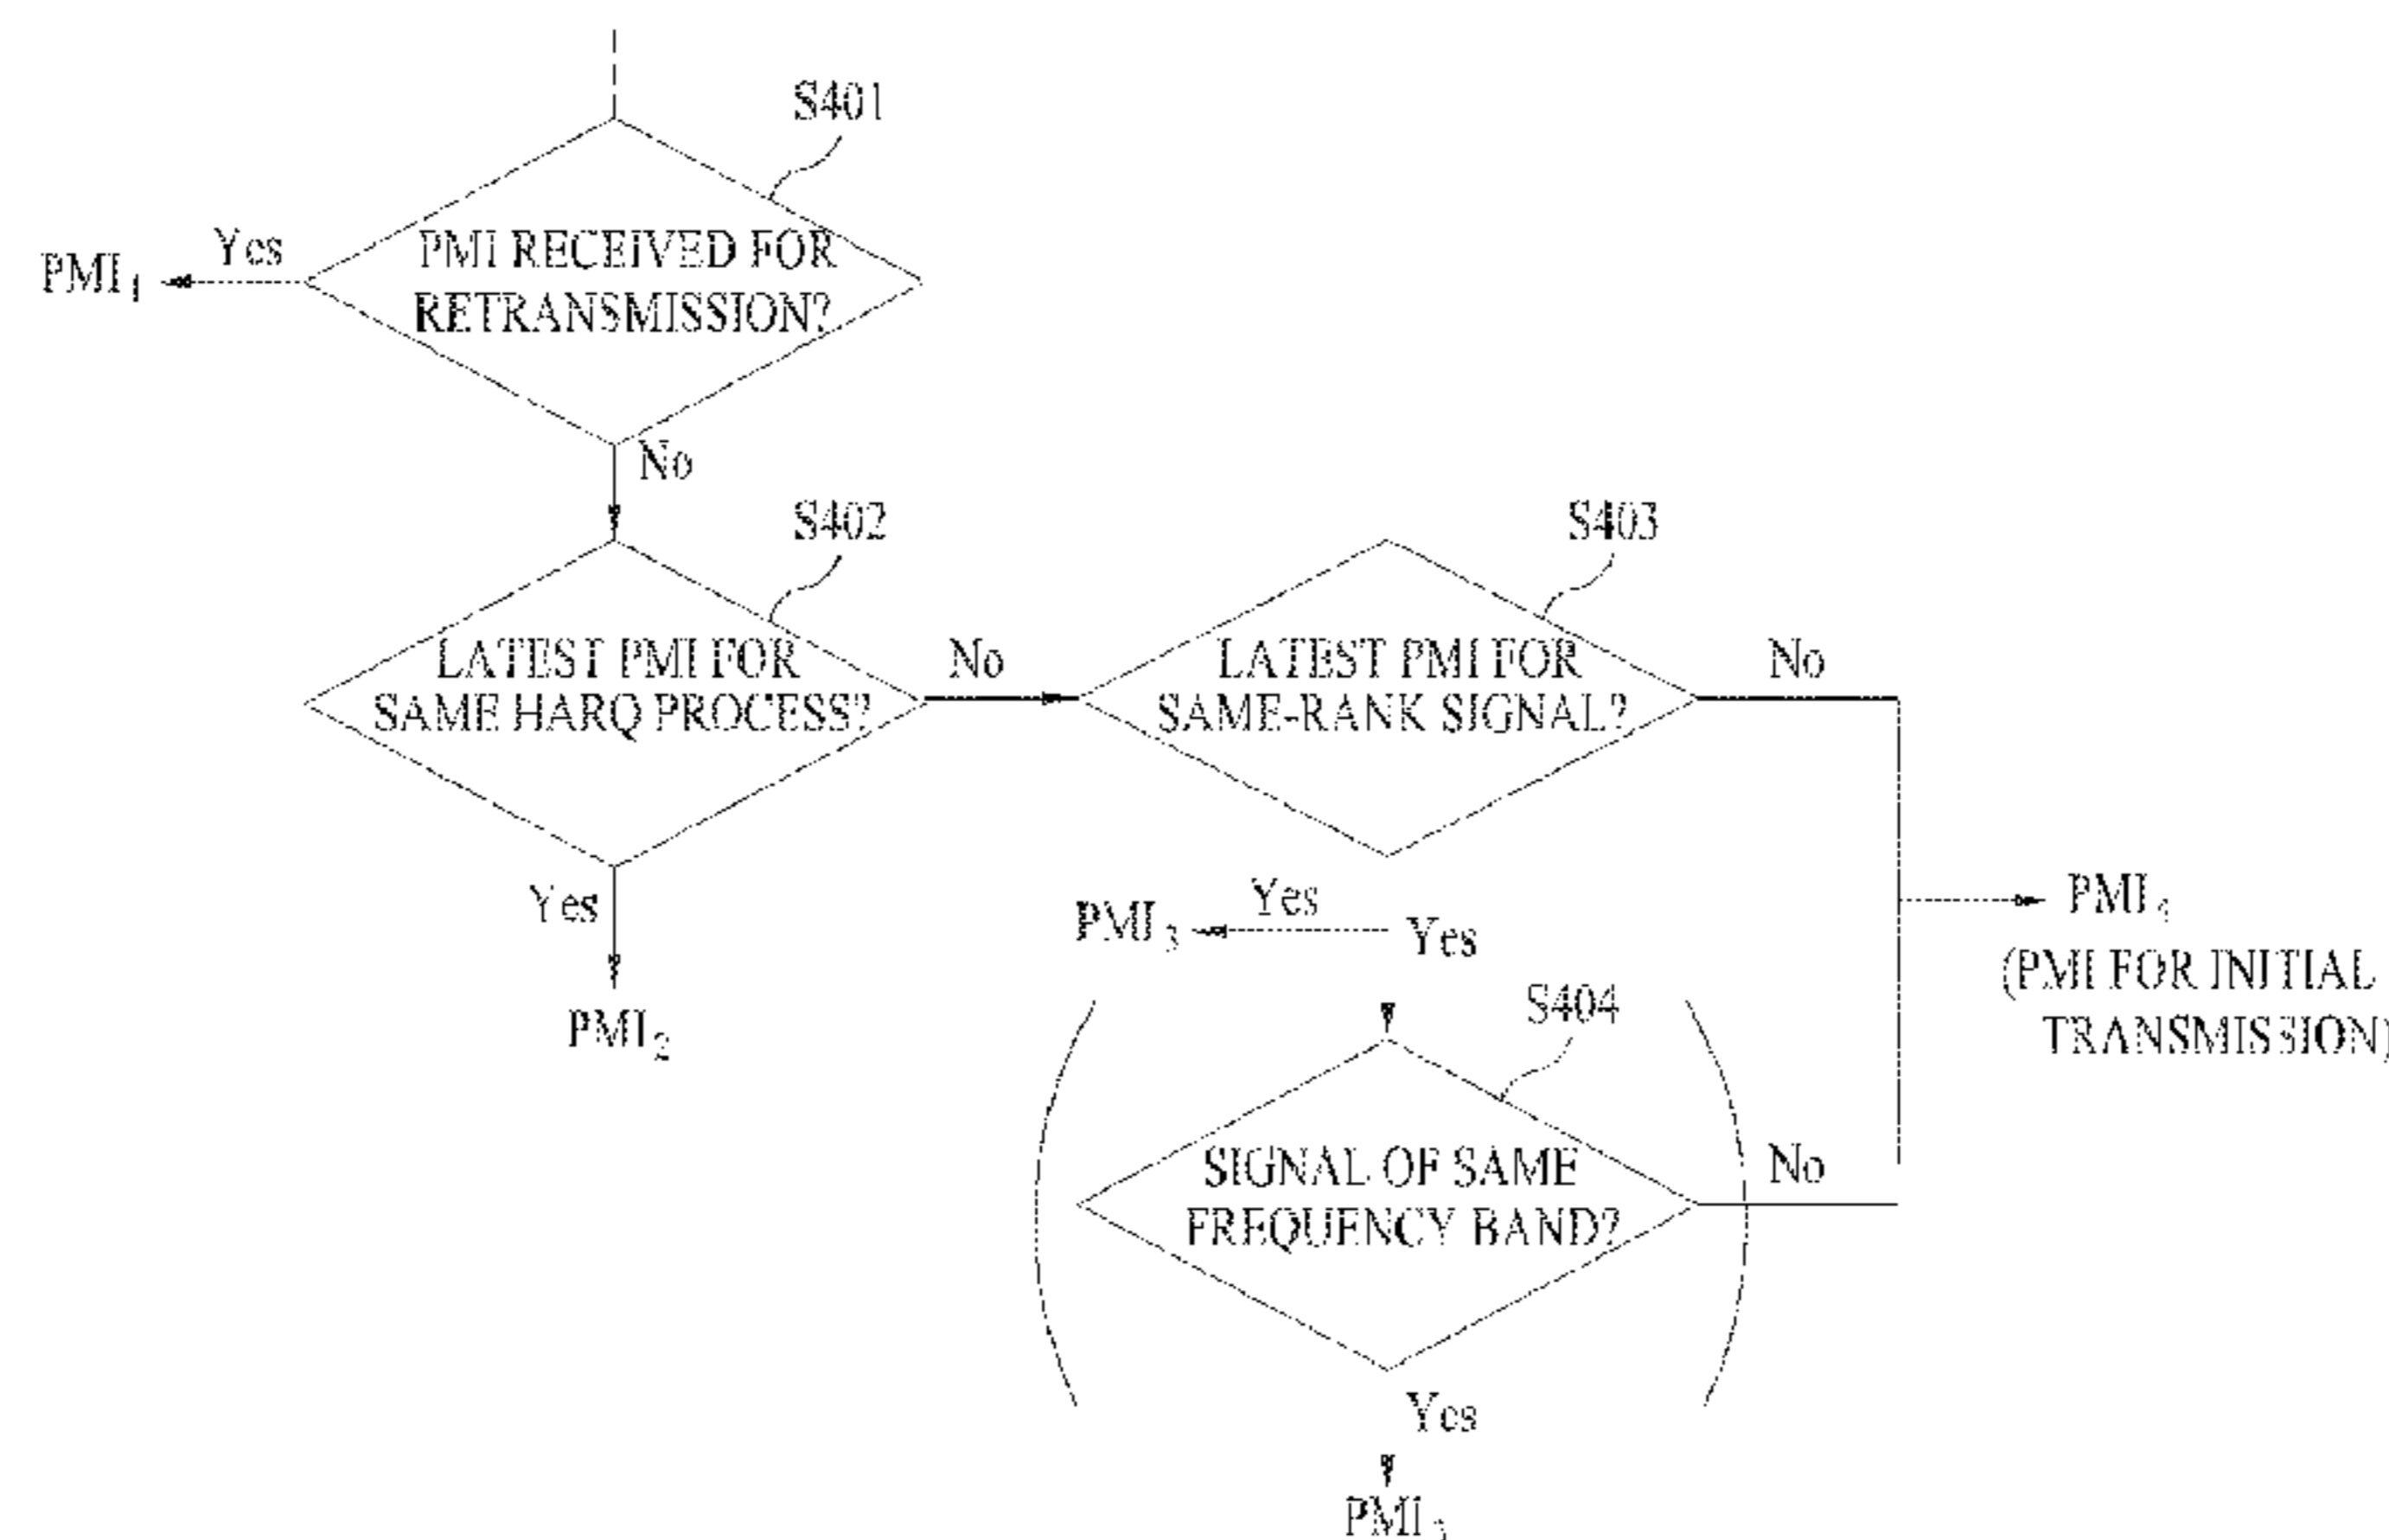 S401
PMI RECEIVED FOR
RETRANSMISSION?
Yes
PMI1
No
S402
LATEST PMI FOR
SAME HARQ PROCESS?
No
Yes
PMI2
S403
LATEST PMI FOR
SAME-RANK SIGNAL?
No
Yes
PMI3
Yes
PMI4
(PMI FOR INITIAL
TRANSMISSION)
S404
SIGNAL OF SAME
FREQUENCY BAND?
No
Yes
PMI3